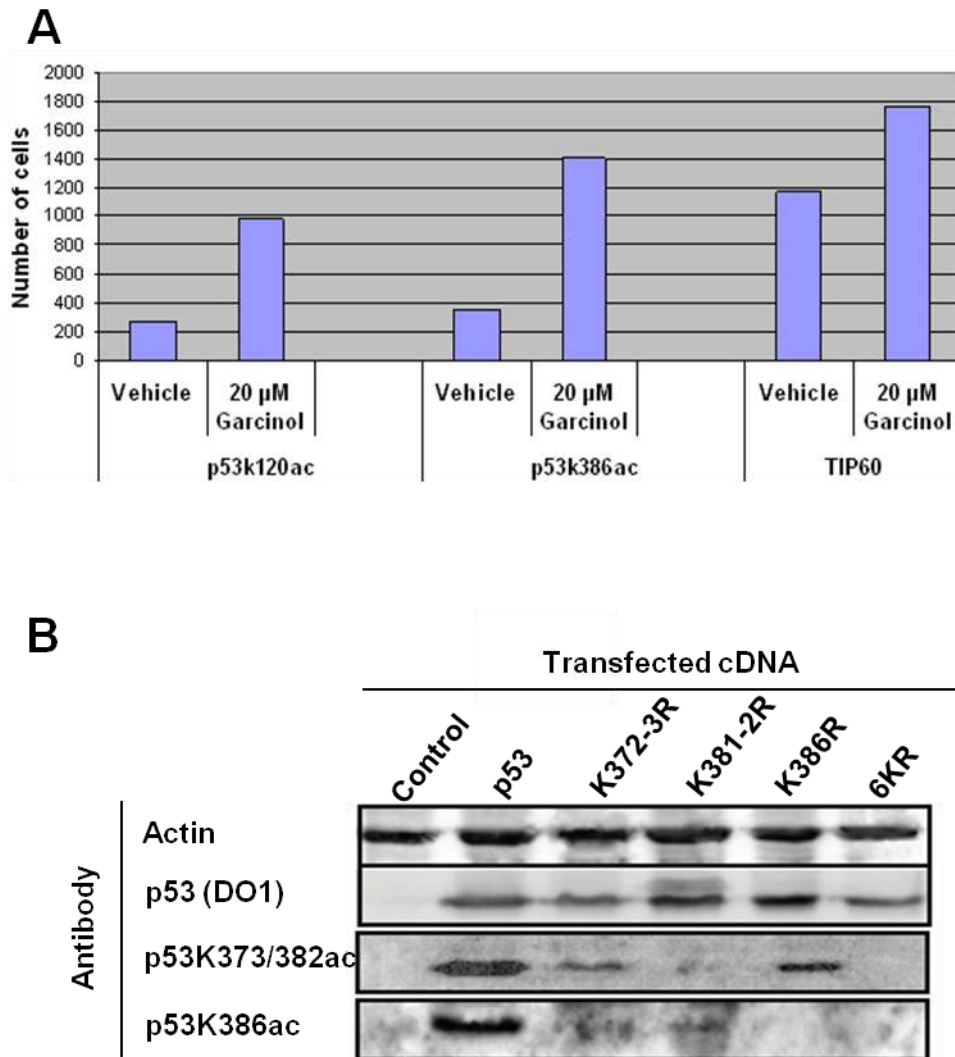 A
Number of cells
2000
1800
1600
1400
1200
1000
800
600
400
200
0
Vehicle
20 µM
Garcinol
Vehicle
20 µM
Garcinol
Vehicle
20 µM
Garcinol
p53k120ac
p53k386ac
TIP60
B
Transfected cDNA
Control
p53
K372-3R
K381-2R
K386R
6KR
Antibody
Actin
p53 (DO1)
p53K373/382ac
p53K386ac